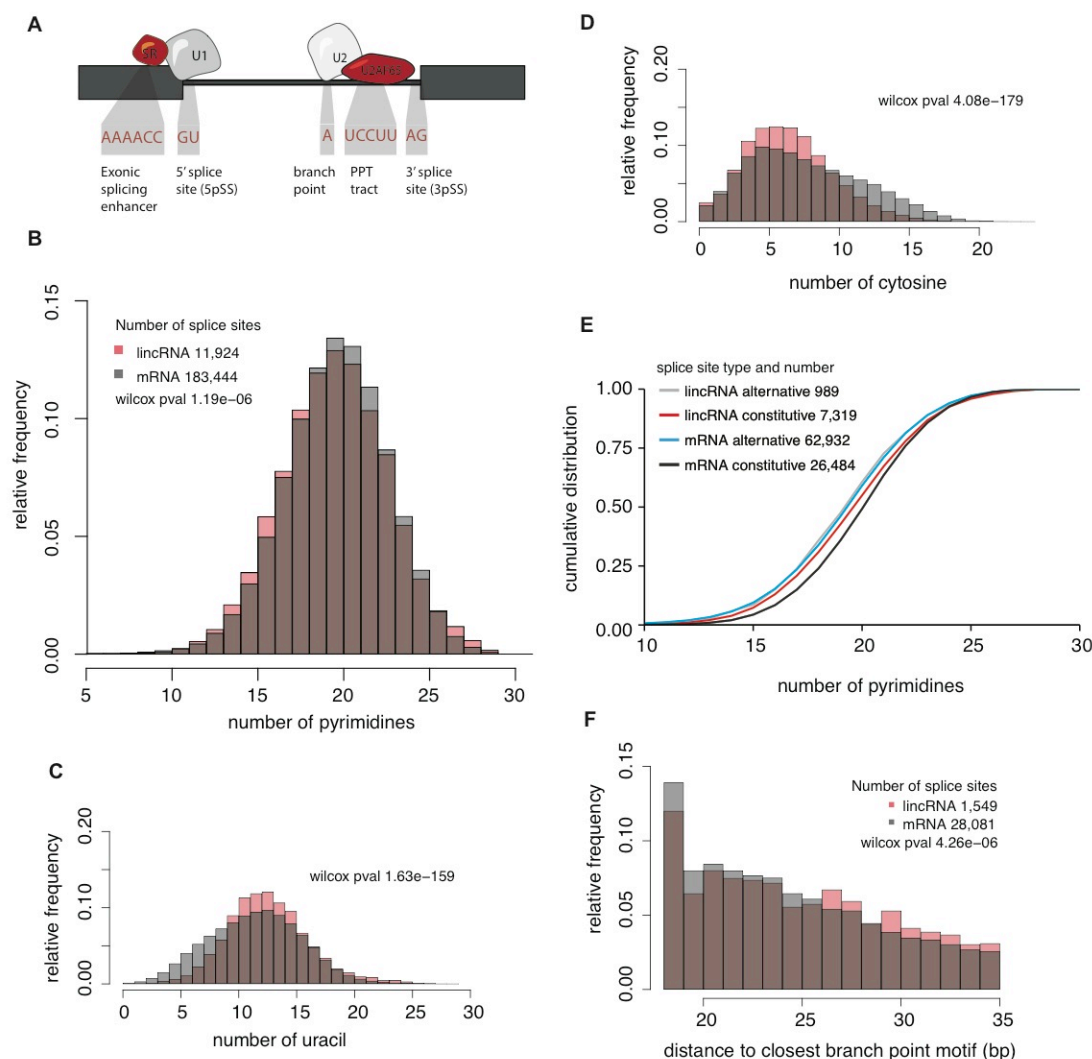 A
SR
U1
U2
U2AF65
AAAACC
GU
A
UCCUU
AG
Exonic
splicing
enhancer
5' splice
site (5pSS)
branch
point
PPT
tract
3' splice
site (3pSS)
B
relative frequency
0.15
0.10
0.05
0.00
Number of splice sites
lincRNA 11,924
mRNA 183,444
wilcox pval 1.19e−06
5 10 15 20 25 30
number of pyrimidines
C
relative frequency
0.20
0.10
0.00
wilcox pval 1.63e−159
0 5 10 15 20 25 30
number of uracil
D
relative frequency
0.20
0.10
0.00
wilcox pval 4.08e−179
0 5 10 15 20
number of cytosine
E
cumulative distribution
1.00
0.75
0.50
0.25
0.00
splice site type and number
lincRNA alternative 989
lincRNA constitutive 7,319
mRNA alternative 62,932
mRNA constitutive 26,484
10 15 20 25 30
number of pyrimidines
F
relative frequency
0.15
0.10
0.05
0.00
Number of splice sites
lincRNA 1,549
mRNA 28,081
wilcox pval 4.26e−06
20 25 30 35
distance to closest branch point motif (bp)